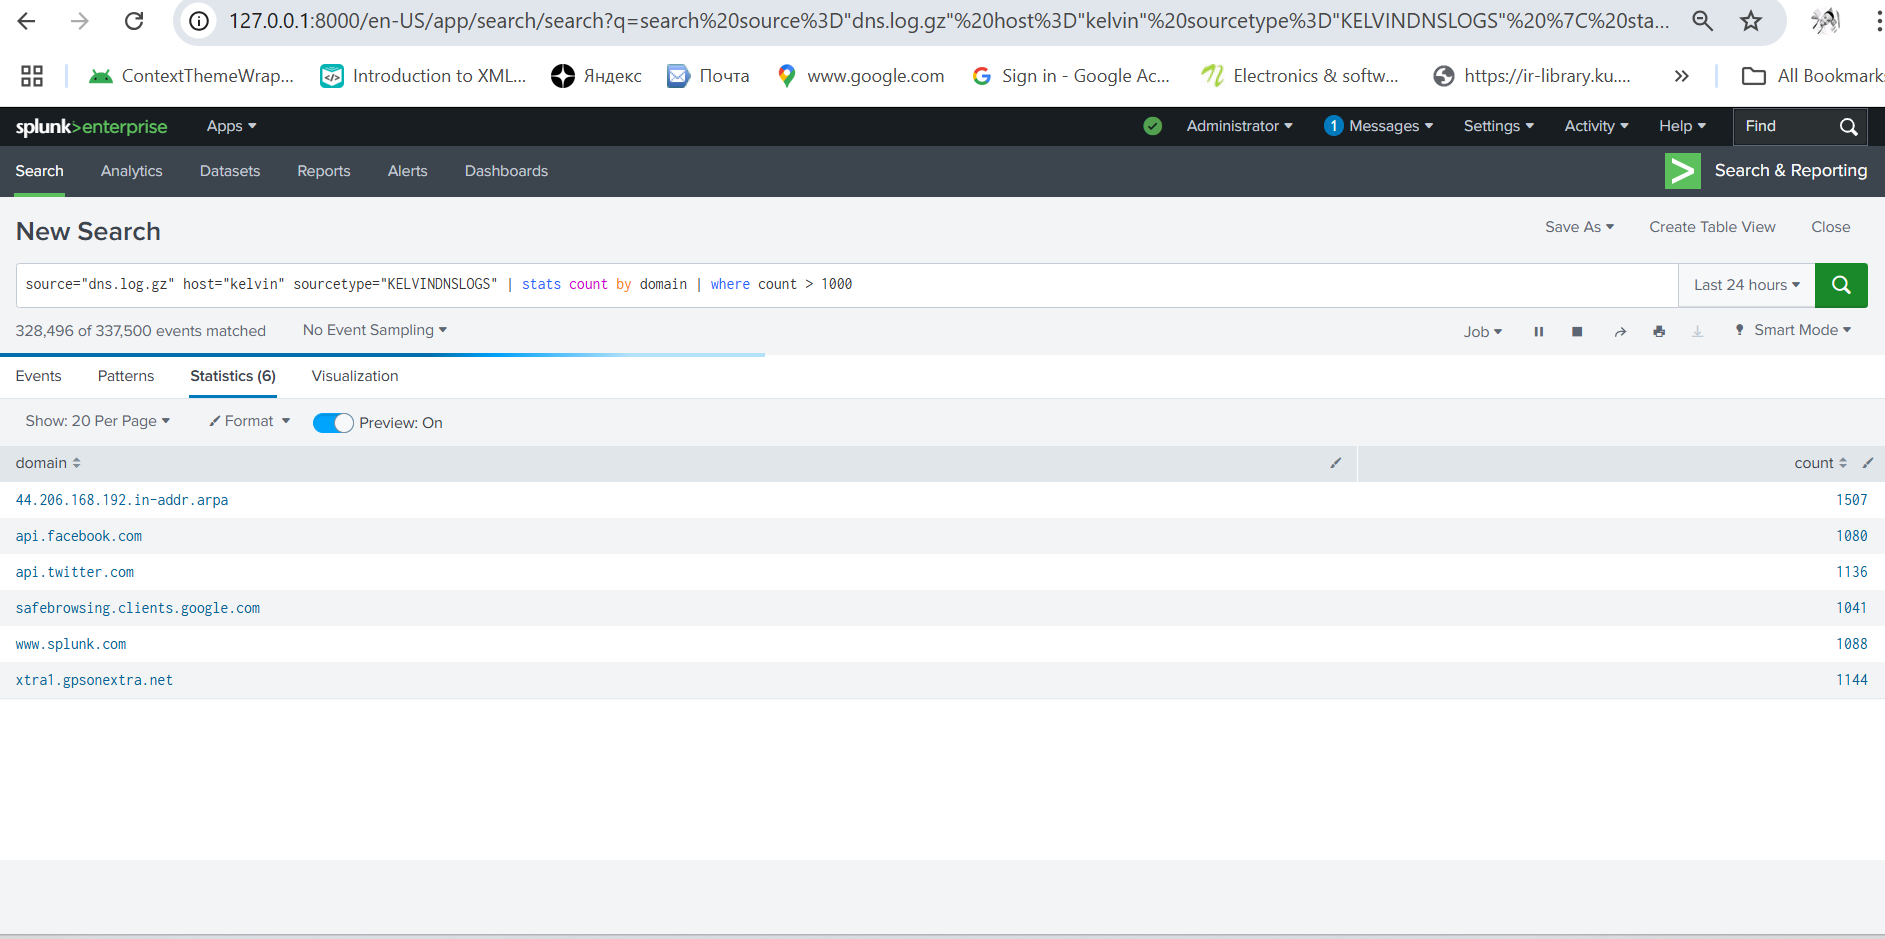 127.0.0.1:8000/en-US/app/search/search?q=search%20source%3D"dns.log.gz"%20host%3D"kelvin"%20sourcetype%3D"KELVINDNSLOGS"%20%7C%20sta...
ContextThemeWrap... Introduction to XML... Яндекс Почта www.google.com Sign in - Google Ac... Electronics & softw... https://ir-library.ku.... » All Bookmarks
splunk>enterprise Apps Administrator 1 Messages Settings Activity Help Find
Search Analytics Datasets Reports Alerts Dashboards Search & Reporting
New Search Save As Create Table View Close
source="dns.log.gz" host="kelvin" sourcetype="KELVINDNSLOGS" | stats count by domain | where count > 1000 Last 24 hours
328,496 of 337,500 events matched No Event Sampling Job Smart Mode
Events Patterns Statistics (6) Visualization
Show: 20 Per Page Format Preview: On
domain count
44.206.168.192.in-addr.arpa 1507
api.facebook.com 1080
api.twitter.com 1136
safebrowsing.clients.google.com 1041
www.splunk.com 1088
xtra1.gpsonextra.net 1144